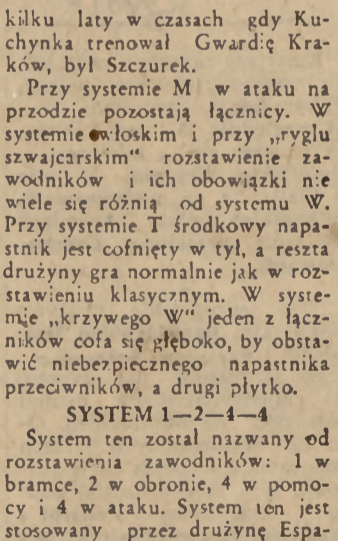 kilku laty w czasach gdy Ku-
chynka trenował Gwardię Kra-
ków, był Szczurek.
Przy systemie M w ataku na
przodzie pozostają łącznicy. W
systemie włoskim i przy „ryglu
szwajcarskim" rozstawienie za-
wodników i ich obowiązki nie
wiele się różnią od systemu W.
Przy systemie T środkowy napa-
stnik jest cofnięty w tył, a reszta
drużyny gra normalnie jak w roz-
stawieniu klasycznym. W syste-
mie „krzywego W" jeden z łącz-
ników cofa się głęboko, by obsta-
wić niebezpiecznego napastnika
przeciwników, a drugi płytko.
SYSTEM 1—2—4—4
System ten został nazwany od
rozstawienia zawodników: 1 w
bramce, 2 w obronie, 4 w pomo-
cy i 4 w ataku. System ten jest
stosowany przez drużynę Espa-